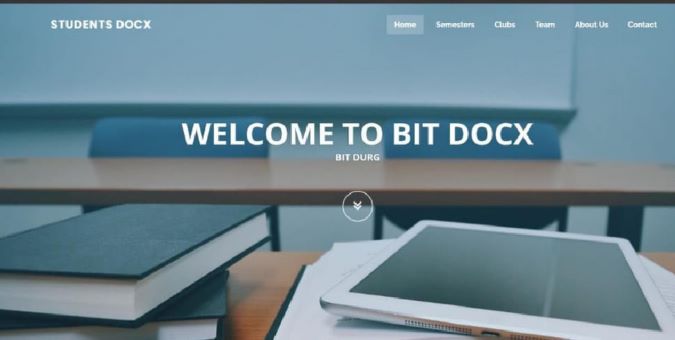 STUDENTS DOCX
Home Semesters Clubs Team About Us Contact
WELCOME TO BIT DOCX
BIT DURG